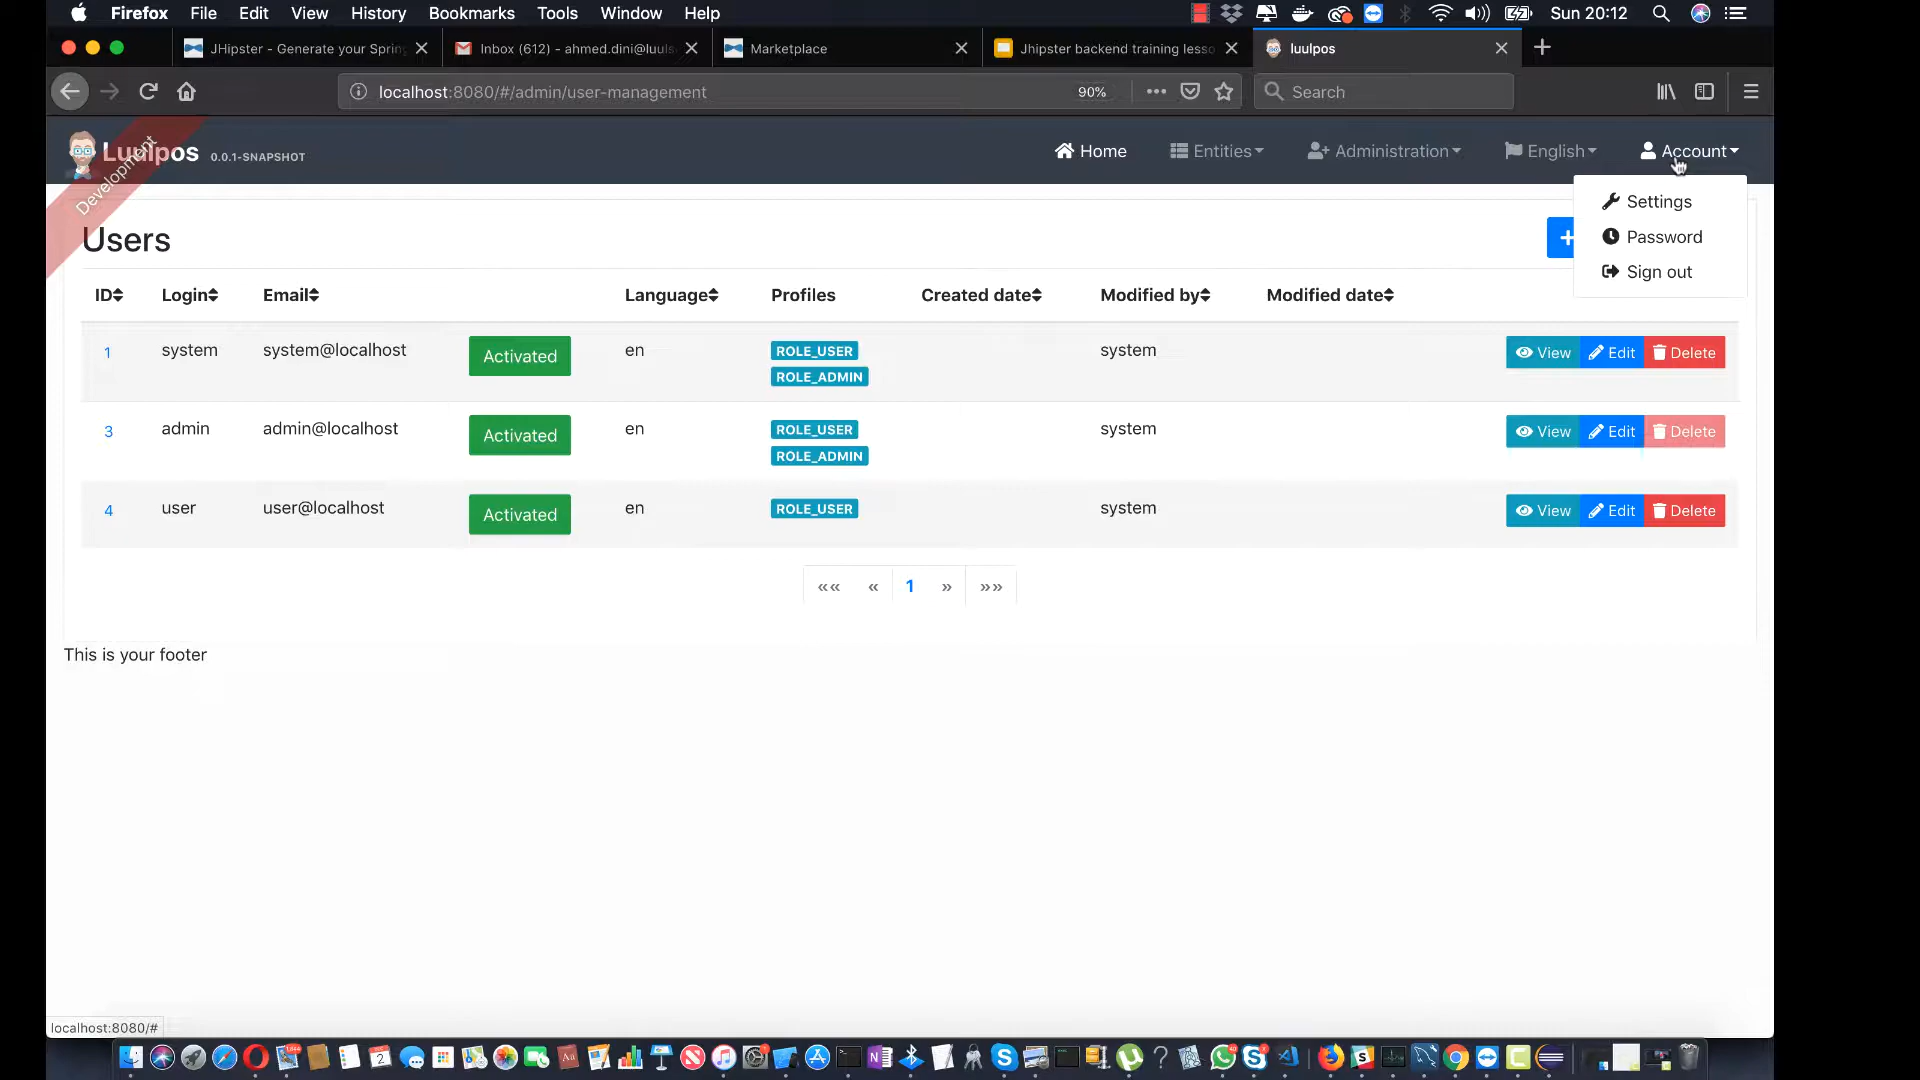 Firefox File Edit View History Bookmarks Tools Window Help Sun 20:12
JHipster - Generate your Spring
Inbox (612) - ahmed.dini@luuls
Marketplace
Jhipster backend training lesso
luulpos
localhost:8080/#/admin/user-management 90% Search
Luulpos 0.0.1-SNAPSHOT
Development
Home Entities Administration English Account
Settings
Password
Sign out
Users
+
ID Login Email Language Profiles Created date Modified by Modified date
1 system system@localhost Activated en ROLE_USER system View Edit Delete
ROLE_ADMIN
3 admin admin@localhost Activated en ROLE_USER system View Edit Delete
ROLE_ADMIN
4 user user@localhost Activated en ROLE_USER system View Edit Delete
«« « 1 » »»
This is your footer
localhost:8080/#